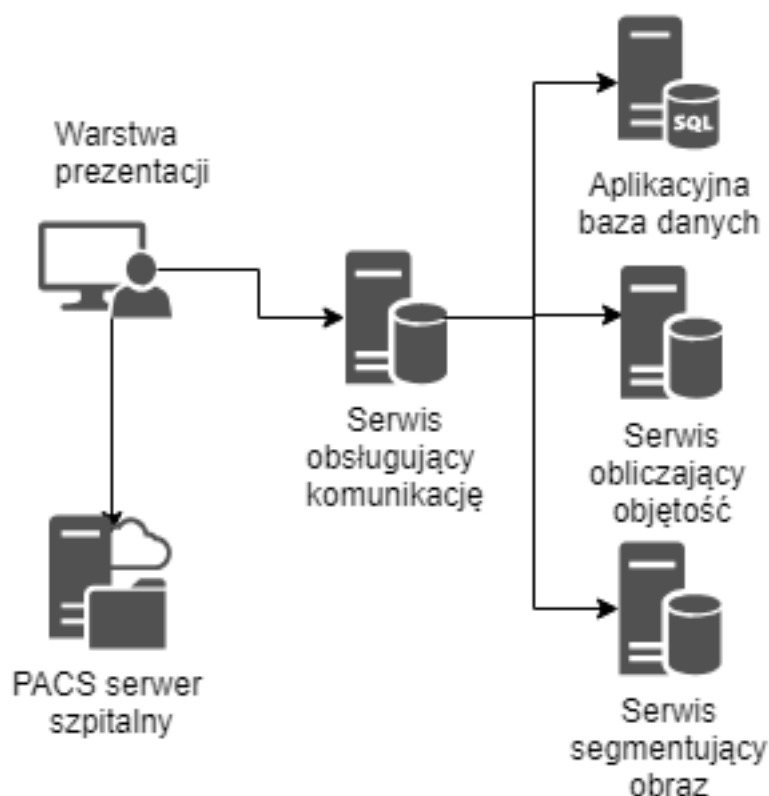 Warstwa
prezentacji
SQL
Aplikacyjna
baza danych
Serwis
obsługujący
komunikację
Serwis
obliczający
objętość
PACS serwer
szpitalny
Serwis
segmentujący
obraz